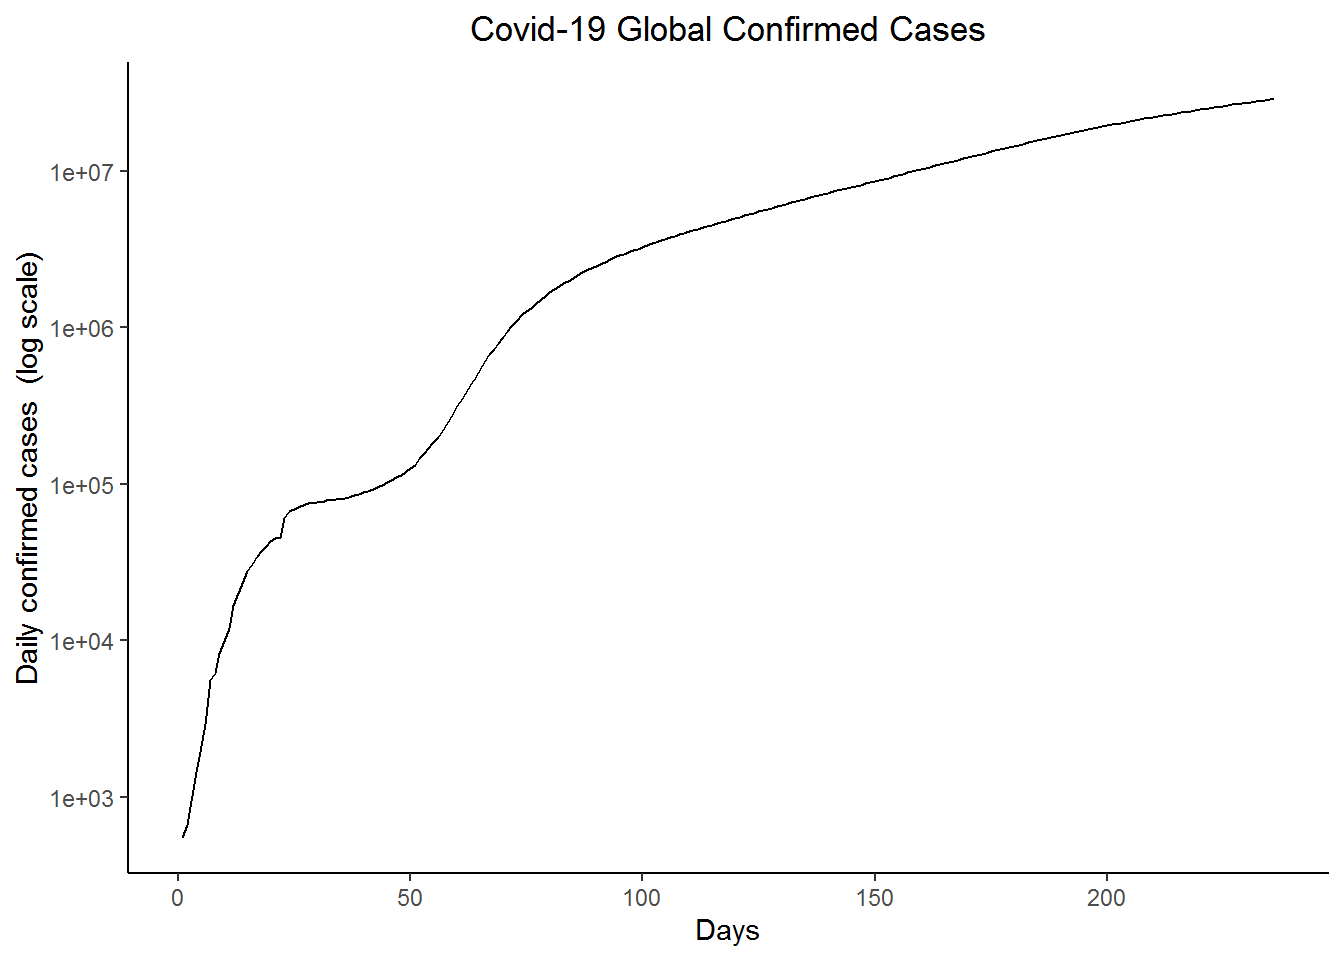 Covid-19 Global Confirmed Cases
Daily confirmed cases  (log scale)
1e+07
1e+06
1e+05
1e+04
1e+03
0 50 100 150 200
Days